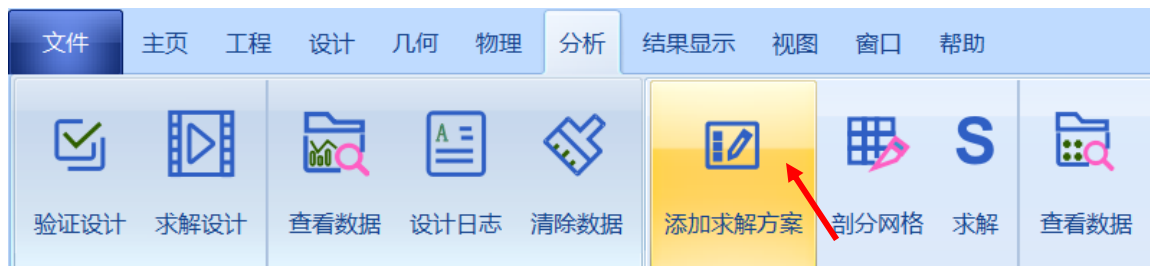 文件 主页 工程 设计 几何 物理 分析 结果显示 视图 窗口 帮助
A
S
验证设计 求解设计 查看数据 设计日志 清除数据 添加求解方案 剖分网格 求解 查看数据